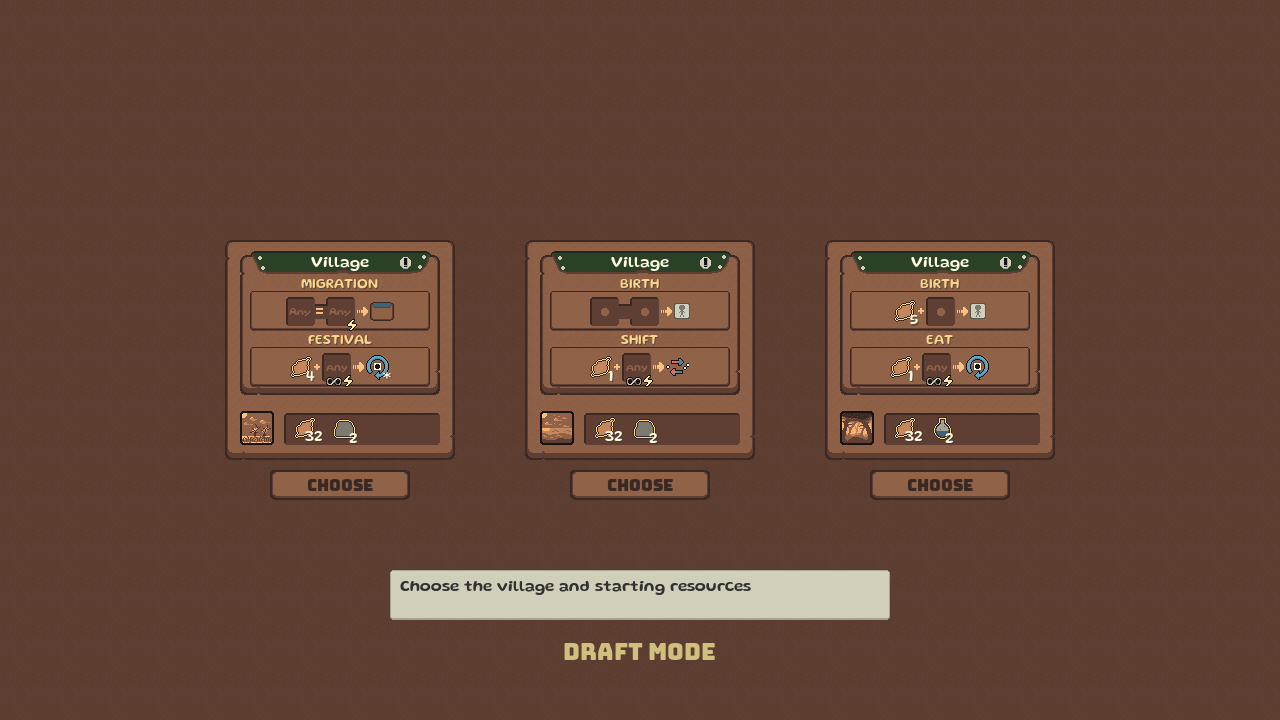 Village
MIGRATION
Any = Any
FESTIVAL
4 + Any
32 2
CHOOSE
Village
BIRTH
SHIFT
1 + Any
32 2
CHOOSE
Village
BIRTH
5 +
EAT
1 + Any
32 2
CHOOSE
Choose the village and starting resources
DRAFT MODE